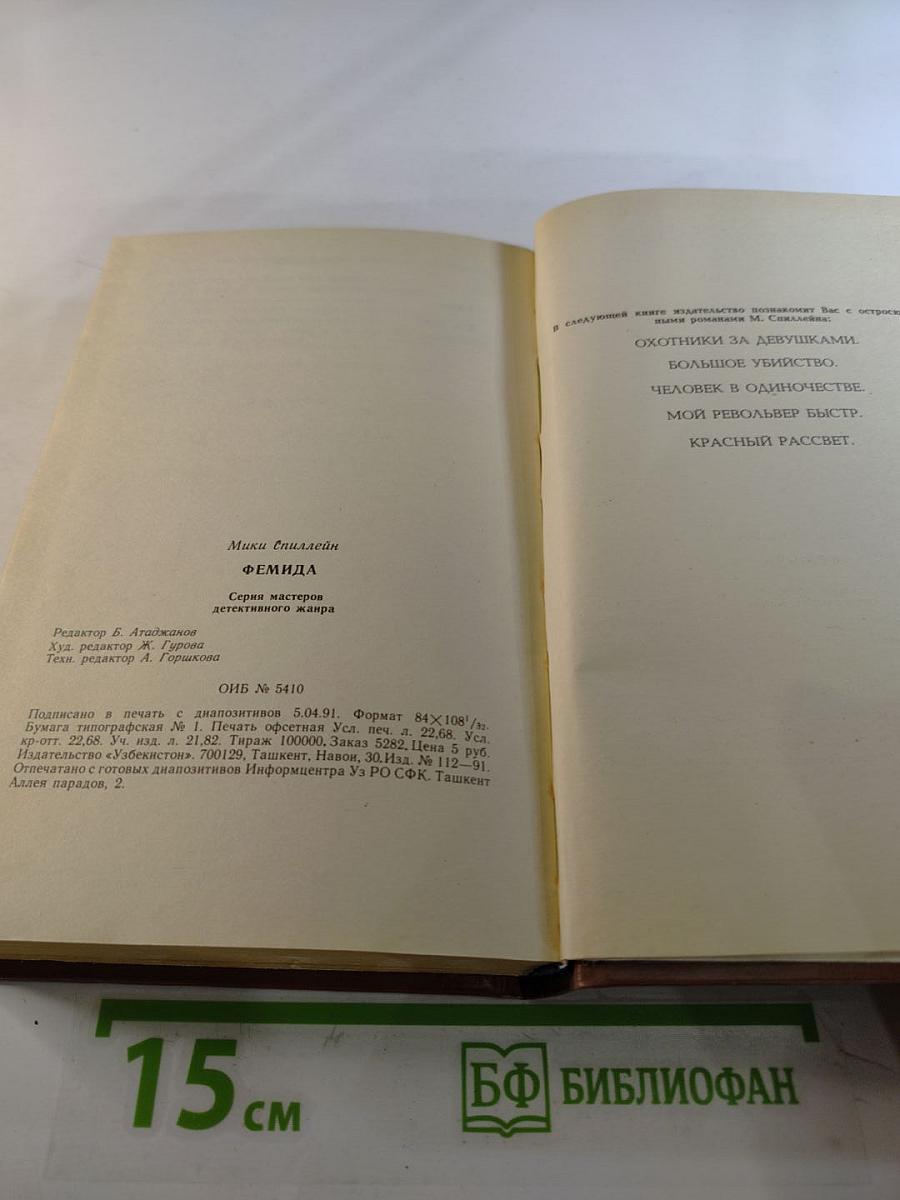 Мики Спиллейн
ФЕМИДА
Серия мастеров
детективного жанра
Редактор Б. Атаджанов
Худ. редактор Ж. Гурова
Техн. редактор А. Горшкова
ОИБ № 5410
Подписано в печать с диапозитивов 5.04.91. Формат 84×108¹/₃₂.
Бумага типографская № 1. Печать офсетная Усл. печ. л. 22,68. Усл.
кр-отт. 22,68. Уч. изд. л. 21,82. Тираж 100000. Заказ 5282. Цена 5 руб.
Издательство «Узбекистон». 700129, Ташкент, Навои, 30. Изд. № 112—91.
Отпечатано с готовых диапозитивов Информцентра Уз РО СФК. Ташкент
Аллея парадов, 2.
В следующей книге издательство познакомит Вас с
ными романами М. Спиллейна:
ОХОТНИКИ ЗА ДЕВУШКАМИ.
БОЛЬШОЕ УБИЙСТВО.
ЧЕЛОВЕК В ОДИНОЧЕСТВЕ.
МОЙ РЕВОЛЬВЕР БЫСТР.
КРАСНЫЙ РАССВЕТ.
15 см
БФ БИБЛИОФАН